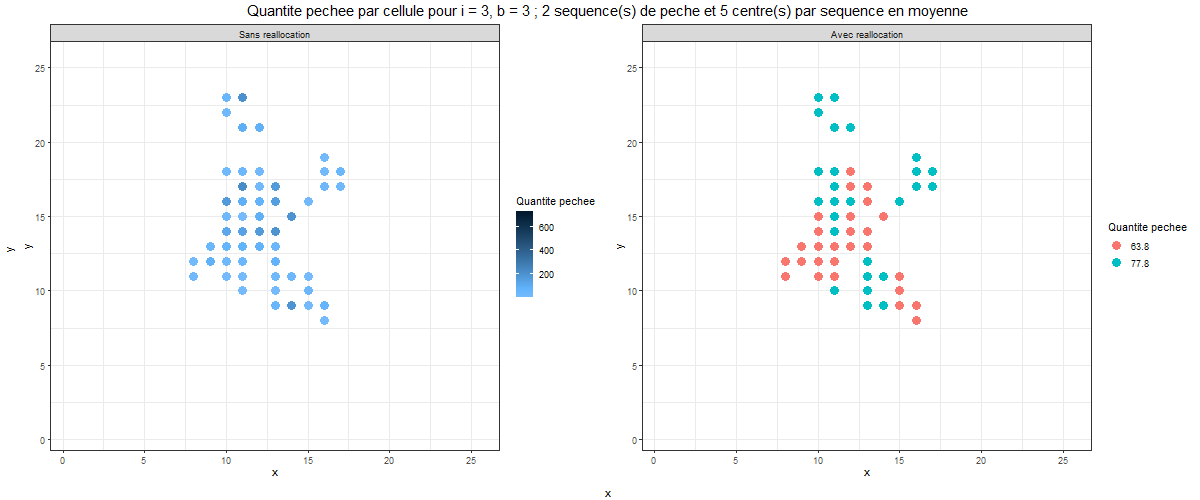 Quantite pechee par cellule pour i = 3, b = 3 ; 2 sequence(s) de peche et 5 centre(s) par sequence en moyenne
Sans reallocation
25
20
15
10
5
0
0 5 10 15 20 25
x
y
y
Quantite pechee
600
400
200
Avec reallocation
25
20
15
10
5
0
0 5 10 15 20 25
x
y
Quantite pechee
63.8
77.8
x